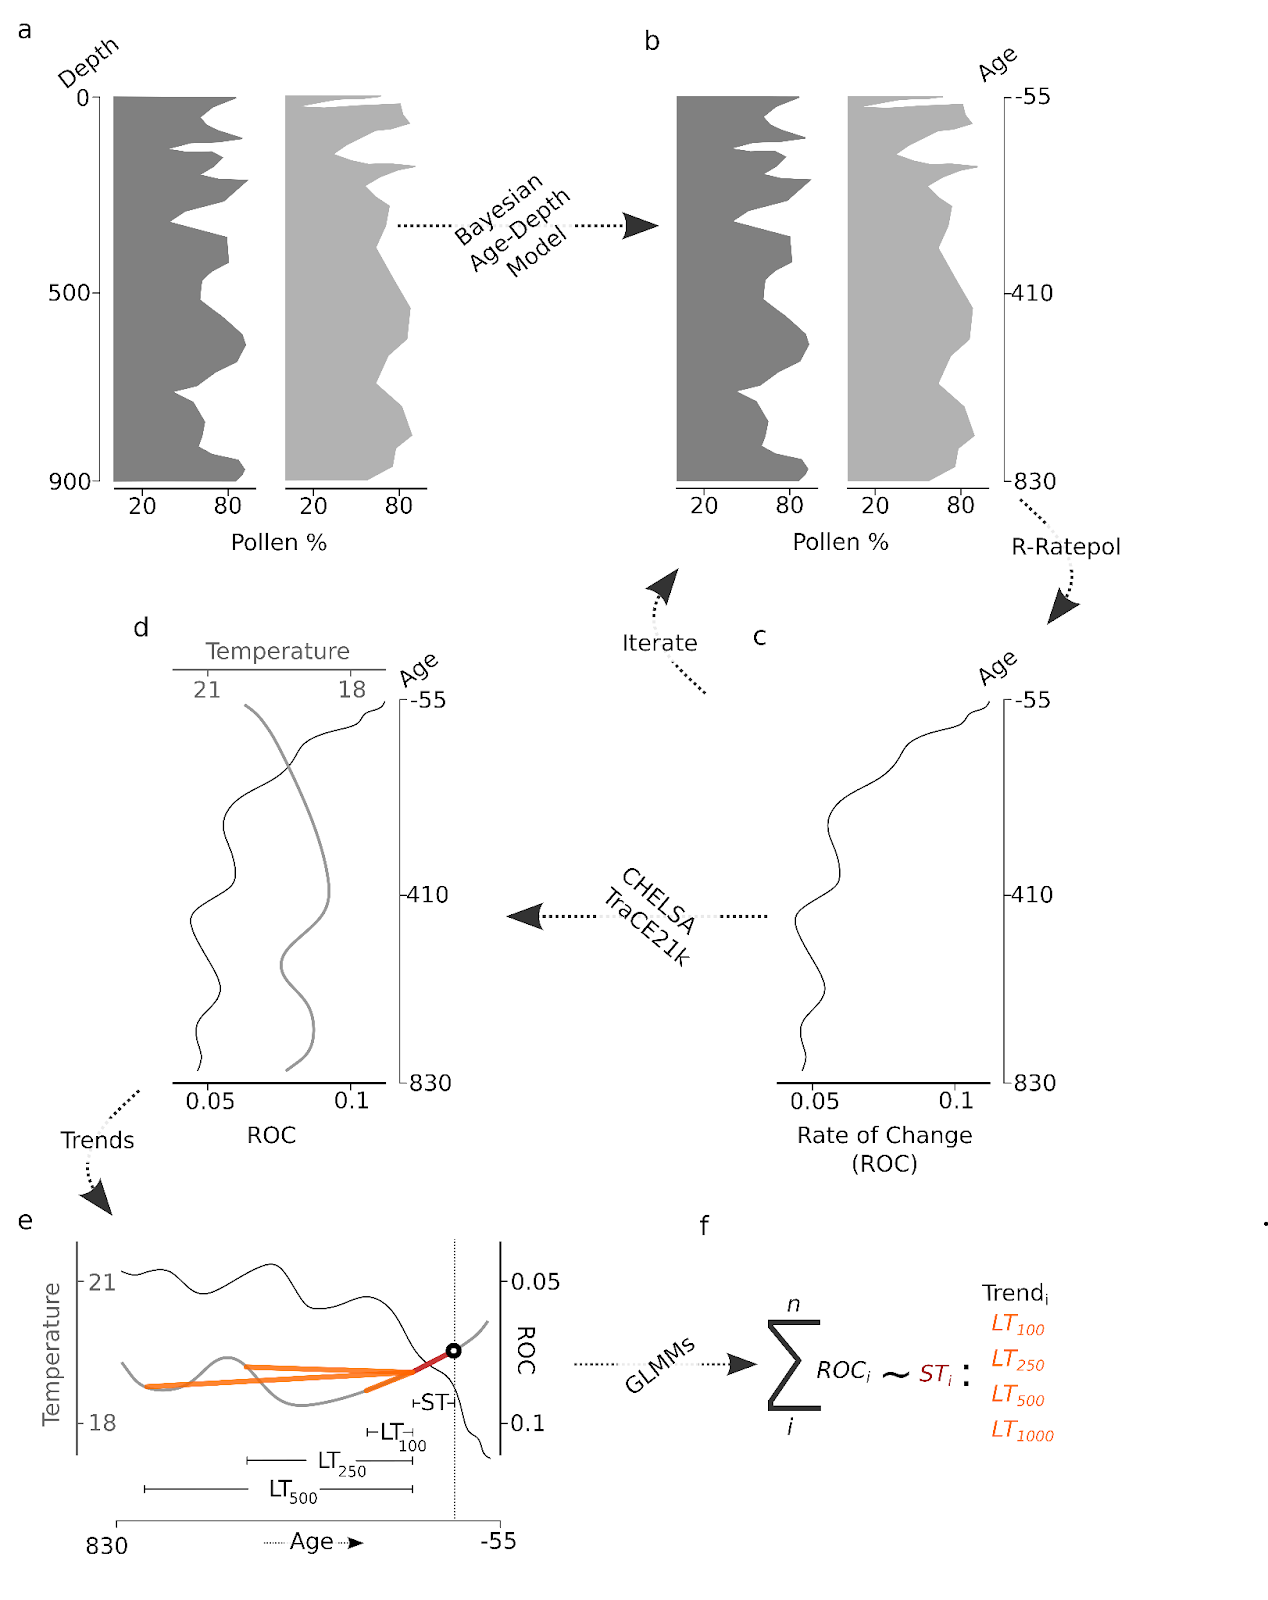 a
Depth
0
500
900
20
80
20
80
Pollen %
Bayesian
Age-Depth
Model
b
Age
-55
410
830
20
80
20
80
Pollen %
R-Ratepol
Iterate
c
Age
-55
410
830
0.05
0.1
Rate of Change
(ROC)
CHELSA
TraCE21k
d
Temperature
21
18
Age
-55
410
830
0.05
0.1
ROC
Trends
e
Temperature
21
18
0.05
0.1
ROC
ST
LT100
LT250
LT500
830
Age
-55
GLMMs
f
n
∑
i
ROCi ~ STi :
Trendi
LT100
LT250
LT500
LT1000